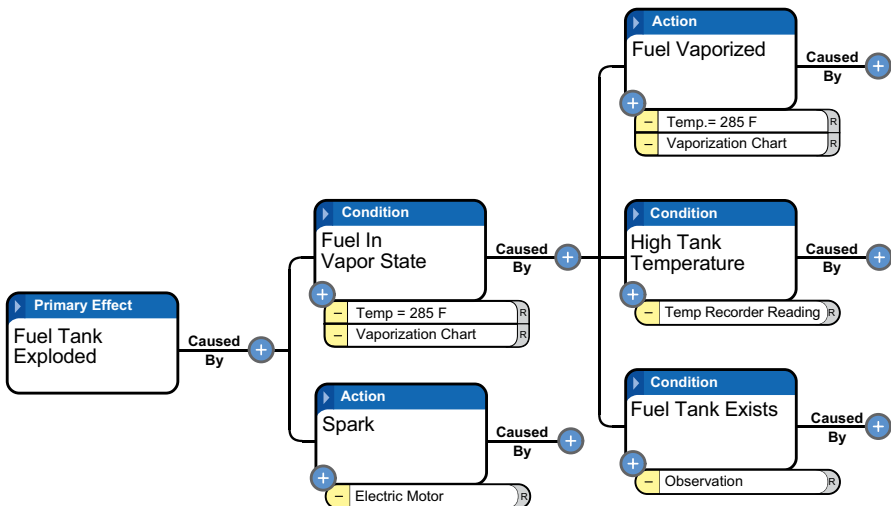 Primary Effect
Fuel Tank
Exploded
Caused
By
Condition
Fuel In
Vapor State
Temp = 285 F
R
Vaporization Chart
R
Caused
By
Action
Spark
Electric Motor
R
Caused
By
Action
Fuel Vaporized
Temp.= 285 F
R
Vaporization Chart
R
Caused
By
Condition
High Tank
Temperature
Temp Recorder Reading
R
Caused
By
Condition
Fuel Tank Exists
Observation
R
Caused
By